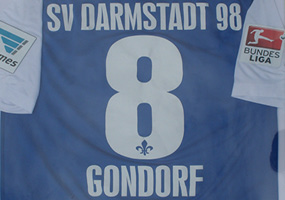 SV DARMSTADT 98
BUNDES
LIGA
8
GONDORF